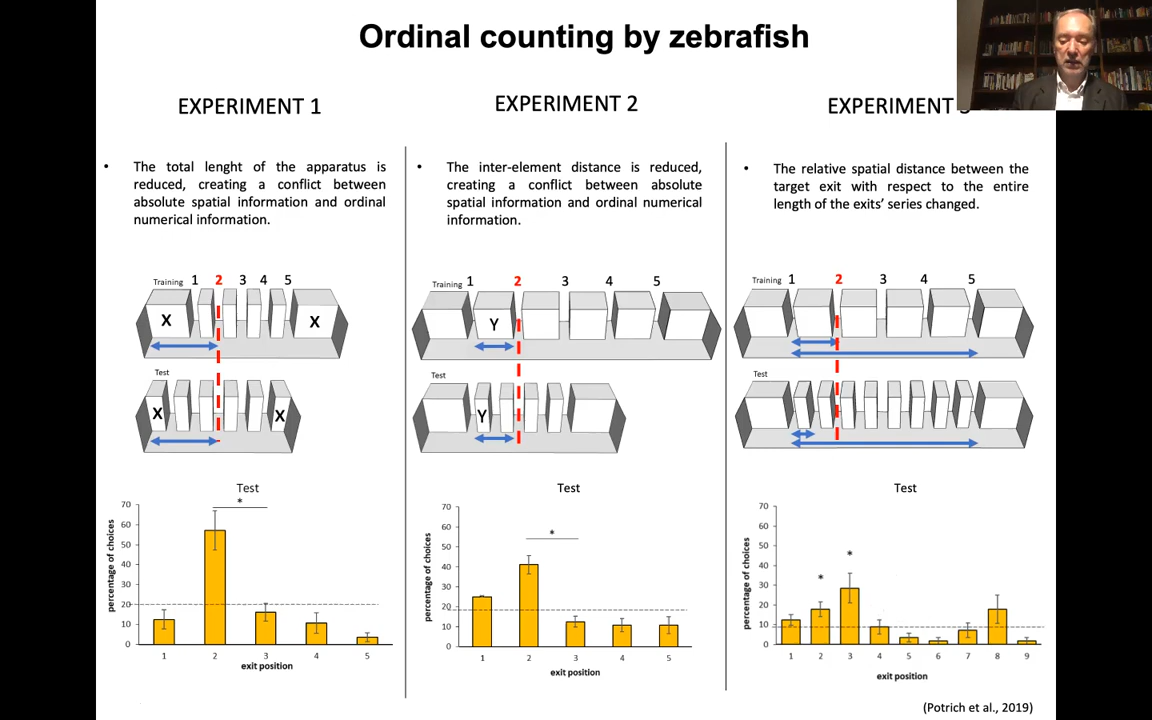 Ordinal counting by zebrafish
EXPERIMENT 1
• The total lenght of the apparatus is
reduced, creating a conflict between
absolute spatial information and ordinal
numerical information.
Training 1 2 3 4 5
X X
Test
X X
Test
*
percentage of choices
70
60
50
40
30
20
10
0
1 2 3 4 5
exit position
EXPERIMENT 2
• The inter-element distance is reduced,
creating a conflict between absolute
spatial information and ordinal numerical
information.
Training 1 2 3 4 5
Y
Test
Y
Test
*
percentage of choices
70
60
50
40
30
20
10
0
1 2 3 4 5
exit position
EXPERIMENT
• The relative spatial distance between the
target exit with respect to the entire
length of the exits’ series changed.
Training 1 2 3 4 5
Test
Test
* *
percentage of choices
70
60
50
40
30
20
10
0
1 2 3 4 5 6 7 8 9
exit position
(Potrich et al., 2019)